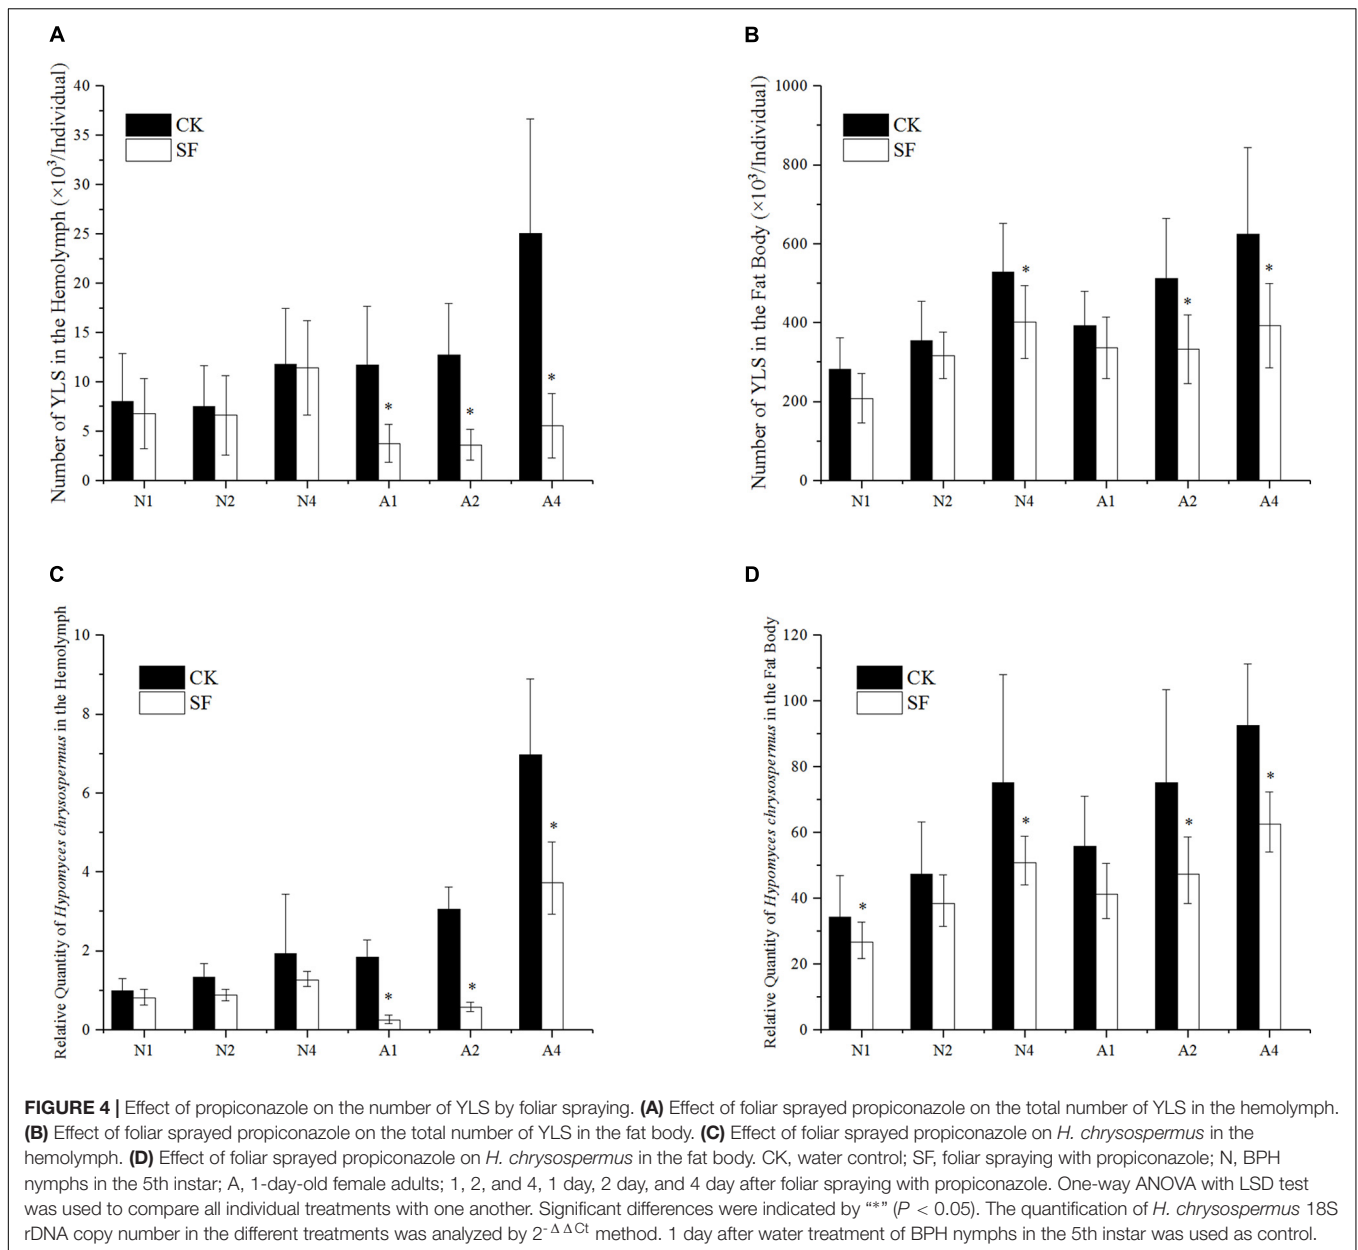 A
Number of YLS in the Hemolymph (×10³/Individual)
40
35
30
25
20
15
10
5
0
CK
SF
*
*
*
N1 N2 N4 A1 A2 A4
B
Number of YLS in the Fat Body (×10³/Individual)
1000
800
600
400
200
0
CK
SF
*
*
*
N1 N2 N4 A1 A2 A4
C
Relative Quantity of Hypomyces chrysospermus in the Hemolymph
10
8
6
4
2
0
CK
SF
*
*
*
N1 N2 N4 A1 A2 A4
D
Relative Quantity of Hypomyces chrysospermus in the Fat Body
120
100
80
60
40
20
0
CK
SF
*
*
*
*
N1 N2 N4 A1 A2 A4
FIGURE 4 | Effect of propiconazole on the number of YLS by foliar spraying. (A) Effect of foliar sprayed propiconazole on the total number of YLS in the hemolymph.
(B) Effect of foliar sprayed propiconazole on the total number of YLS in the fat body. (C) Effect of foliar sprayed propiconazole on H. chrysospermus in the
hemolymph. (D) Effect of foliar sprayed propiconazole on H. chrysospermus in the fat body. CK, water control; SF, foliar spraying with propiconazole; N, BPH
nymphs in the 5th instar; A, 1-day-old female adults; 1, 2, and 4, 1 day, 2 day, and 4 day after foliar spraying with propiconazole. One-way ANOVA with LSD test
was used to compare all individual treatments with one another. Significant differences were indicated by “*” (P < 0.05). The quantification of H. chrysospermus 18S
rDNA copy number in the different treatments was analyzed by 2⁻ΔΔCt method. 1 day after water treatment of BPH nymphs in the 5th instar was used as control.